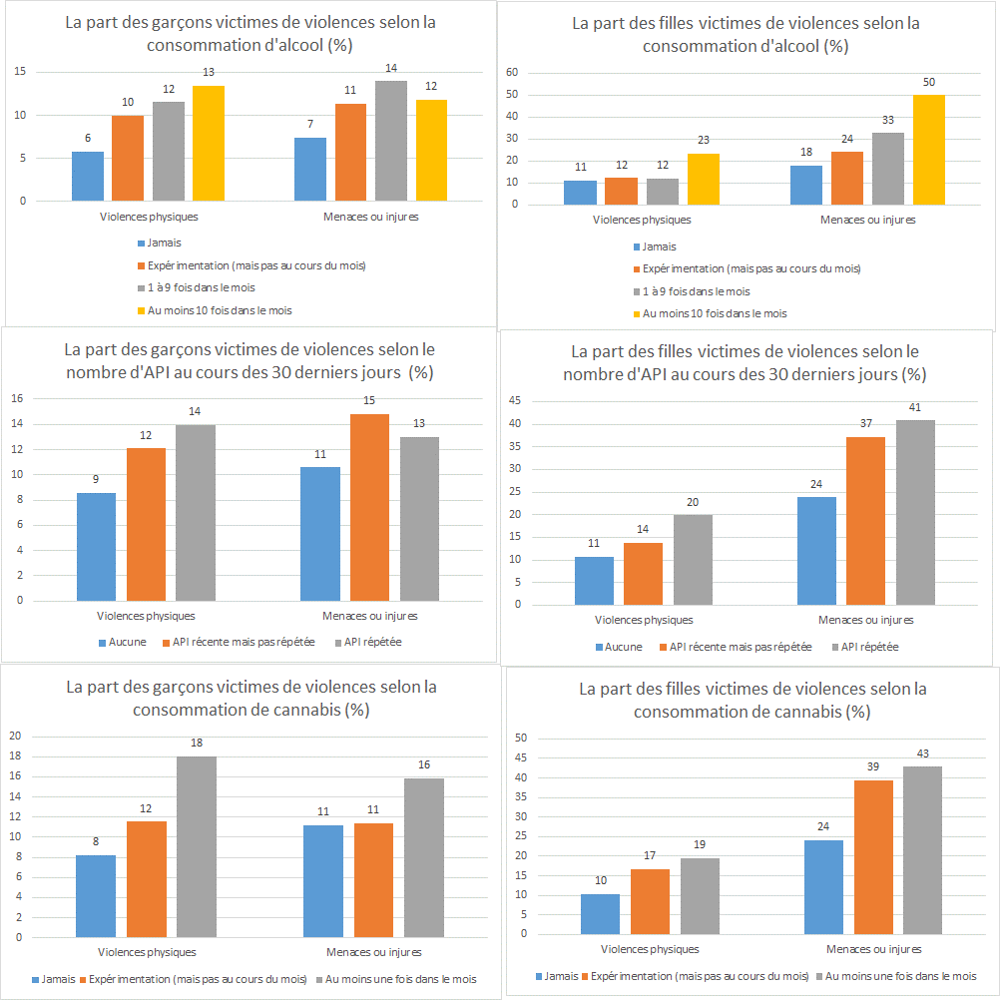 La part des garçons victimes de violences selon la
consommation d'alcool (%)
15
10
5
0
6
10
12
13
7
11
14
12
Violences physiques
Menaces ou injures
Jamais
Expérimentation (mais pas au cours du mois)
1 à 9 fois dans le mois
Au moins 10 fois dans le mois
La part des filles victimes de violences selon la
consommation d'alcool (%)
60
50
40
30
20
10
0
11
12
12
23
18
24
33
50
Violences physiques
Menaces ou injures
Jamais
Expérimentation (mais pas au cours du mois)
1 à 9 fois dans le mois
Au moins 10 fois dans le mois
La part des garçons victimes de violences selon le
nombre d'API au cours des 30 derniers jours (%)
16
14
12
10
8
6
4
2
0
9
12
14
11
15
13
Violences physiques
Menaces ou injures
Aucune
API récente mais pas répétée
API répétée
La part des filles victimes de violences selon le
nombre d'API au cours des 30 derniers jours (%)
45
40
35
30
25
20
15
10
5
0
11
14
20
24
37
41
Violences physiques
Menaces ou injures
Aucune
API récente mais pas répétée
API répétée
La part des garçons victimes de violences selon la
consommation de cannabis (%)
20
18
16
14
12
10
8
6
4
2
0
8
12
18
11
11
16
Violences physiques
Menaces ou injures
Jamais
Expérimentation (mais pas au cours du mois)
Au moins une fois dans le mois
La part des filles victimes de violences selon la
consommation de cannabis (%)
50
45
40
35
30
25
20
15
10
5
0
10
17
19
24
39
43
Violences physiques
Menaces ou injures
Jamais
Expérimentation (mais pas au cours du mois)
Au moins une fois dans le mois